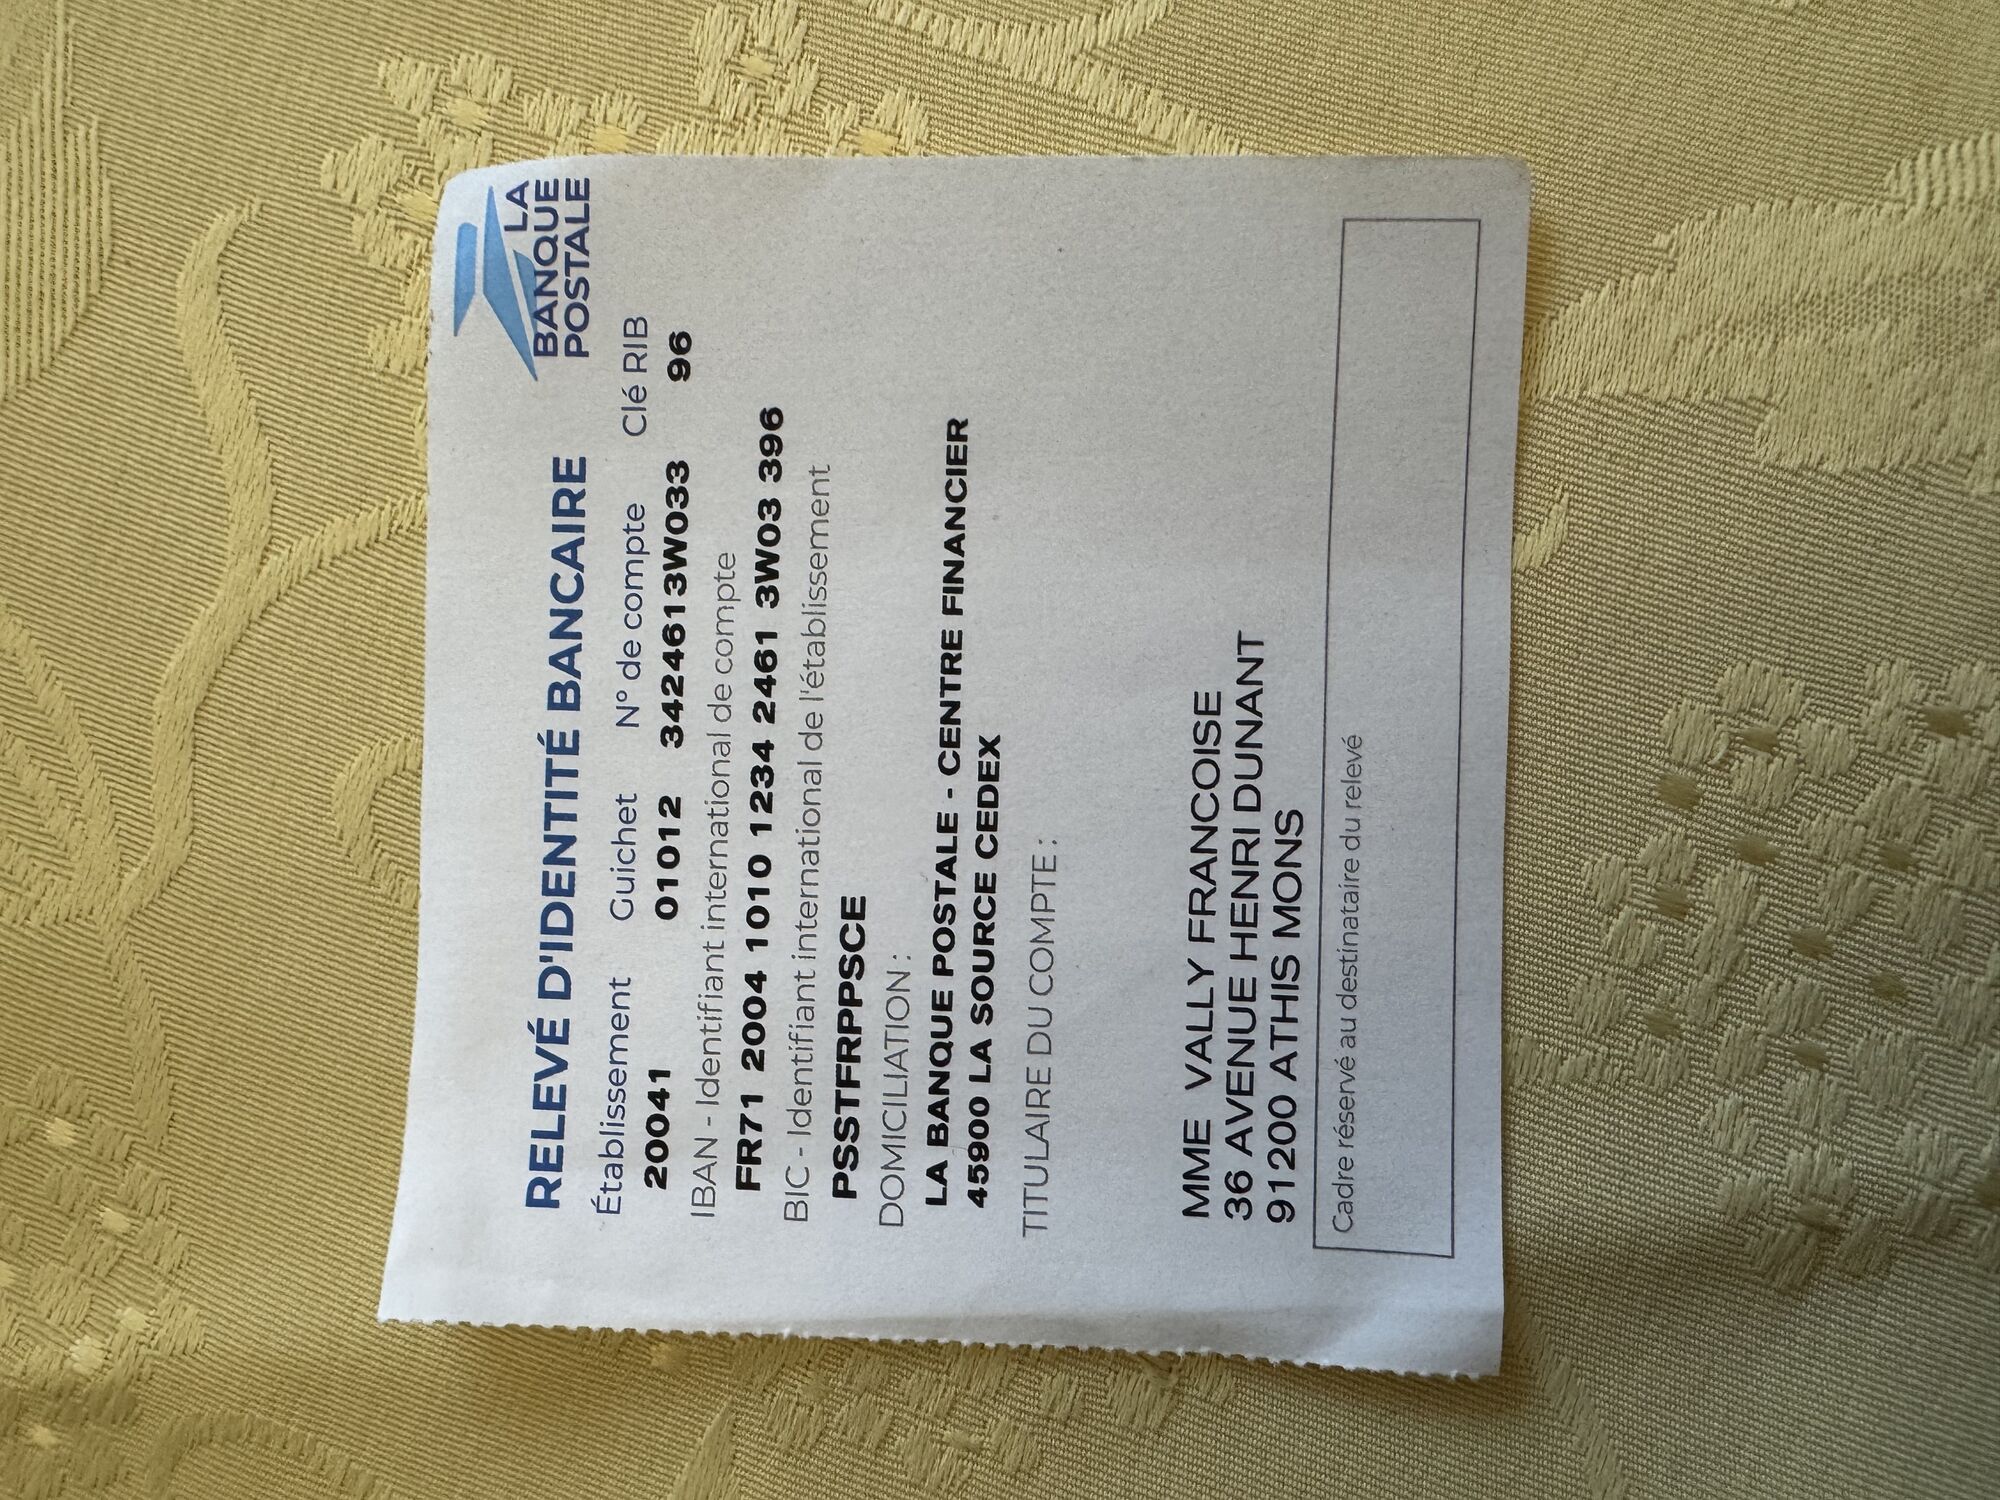 LA
BANQUE
POSTALE
RELEVÉ D'IDENTITÉ BANCAIRE
Établissement Guichet N° de compte Clé RIB
20041 01012 3424613W033 96
IBAN - Identifiant international de compte
FR71 2004 1010 1234 2461 3W03 396
BIC - Identifiant international de l'établissement
PSSTFRPPSCE
DOMICILIATION :
LA BANQUE POSTALE - CENTRE FINANCIER
45900 LA SOURCE CEDEX
TITULAIRE DU COMPTE :
MME VALLY FRANCOISE
36 AVENUE HENRI DUNANT
91200 ATHIS MONS
Cadre réservé au destinataire du relevé